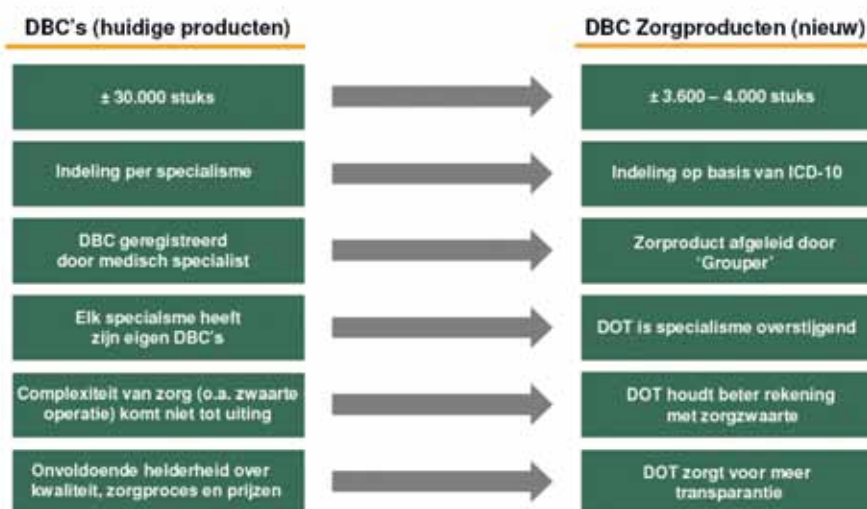 DBC's (huidige producten)
DBC Zorgproducten (nieuw)
± 30.000 stuks
± 3.600 – 4.000 stuks
Indeling per specialisme
Indeling op basis van ICD-10
DBC geregistreerd
door medisch specialist
Zorproduct afgeleid door
'Grouper'
Elk specialsme heeft
zijn eigen DBC's
DOT is specialisme overstijgend
Complexiteit van zorg (o.a. zwaarte
operatie) komt niet tot uiting
DOT houdt beter rekening
met zorgzwaarte
Onvoldoende helderheid over
kwaliteit, zorgproces en prijzen
DOT zorgt voor meer
transparantie